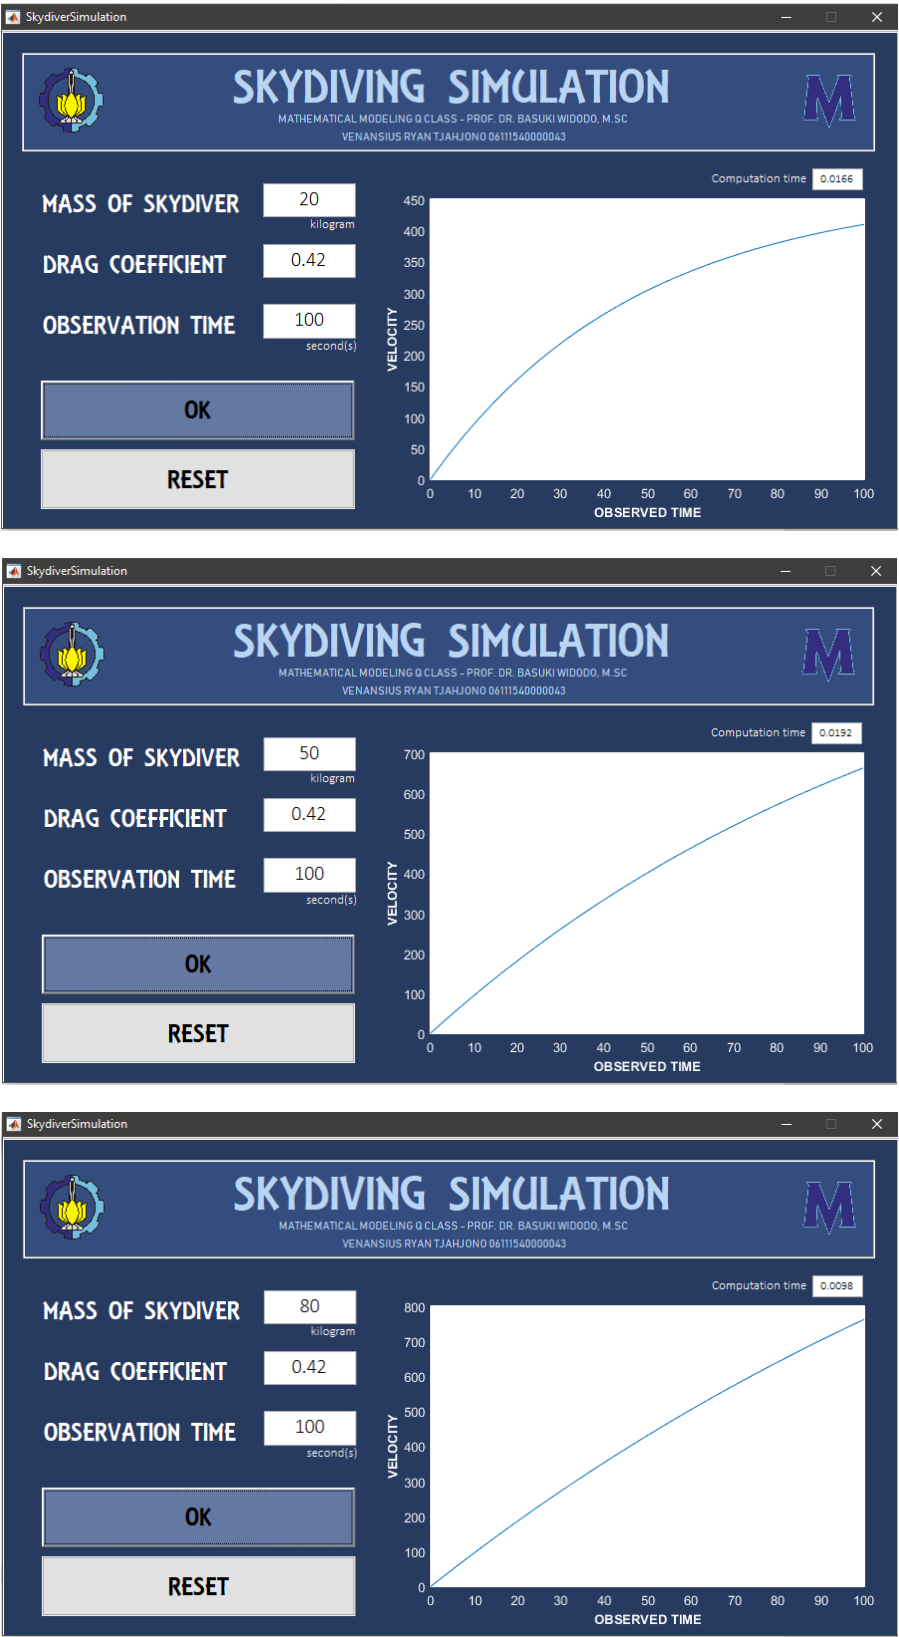 SkydiverSimulation
SKYDIVING SIMULATION
MATHEMATICAL MODELING Q CLASS - PROF. DR. BASUKI WIDODO, M.SC
VENANSIUS RYAN TJAHJONO 06111540000043
M
Computation time 0.0166
MASS OF SKYDIVER 20
kilogram
DRAG COEFFICIENT 0.42
OBSERVATION TIME 100
second(s)
OK
RESET
450
400
350
300
250
200
150
100
50
0
VELOCITY
0 10 20 30 40 50 60 70 80 90 100
OBSERVED TIME
SkydiverSimulation
SKYDIVING SIMULATION
MATHEMATICAL MODELING Q CLASS - PROF. DR. BASUKI WIDODO, M.SC
VENANSIUS RYAN TJAHJONO 06111540000043
M
Computation time 0.0192
MASS OF SKYDIVER 50
kilogram
DRAG COEFFICIENT 0.42
OBSERVATION TIME 100
second(s)
OK
RESET
700
600
500
400
300
200
100
0
VELOCITY
0 10 20 30 40 50 60 70 80 90 100
OBSERVED TIME
SkydiverSimulation
SKYDIVING SIMULATION
MATHEMATICAL MODELING Q CLASS - PROF. DR. BASUKI WIDODO, M.SC
VENANSIUS RYAN TJAHJONO 06111540000043
M
Computation time 0.0098
MASS OF SKYDIVER 80
kilogram
DRAG COEFFICIENT 0.42
OBSERVATION TIME 100
second(s)
OK
RESET
800
700
600
500
400
300
200
100
0
VELOCITY
0 10 20 30 40 50 60 70 80 90 100
OBSERVED TIME